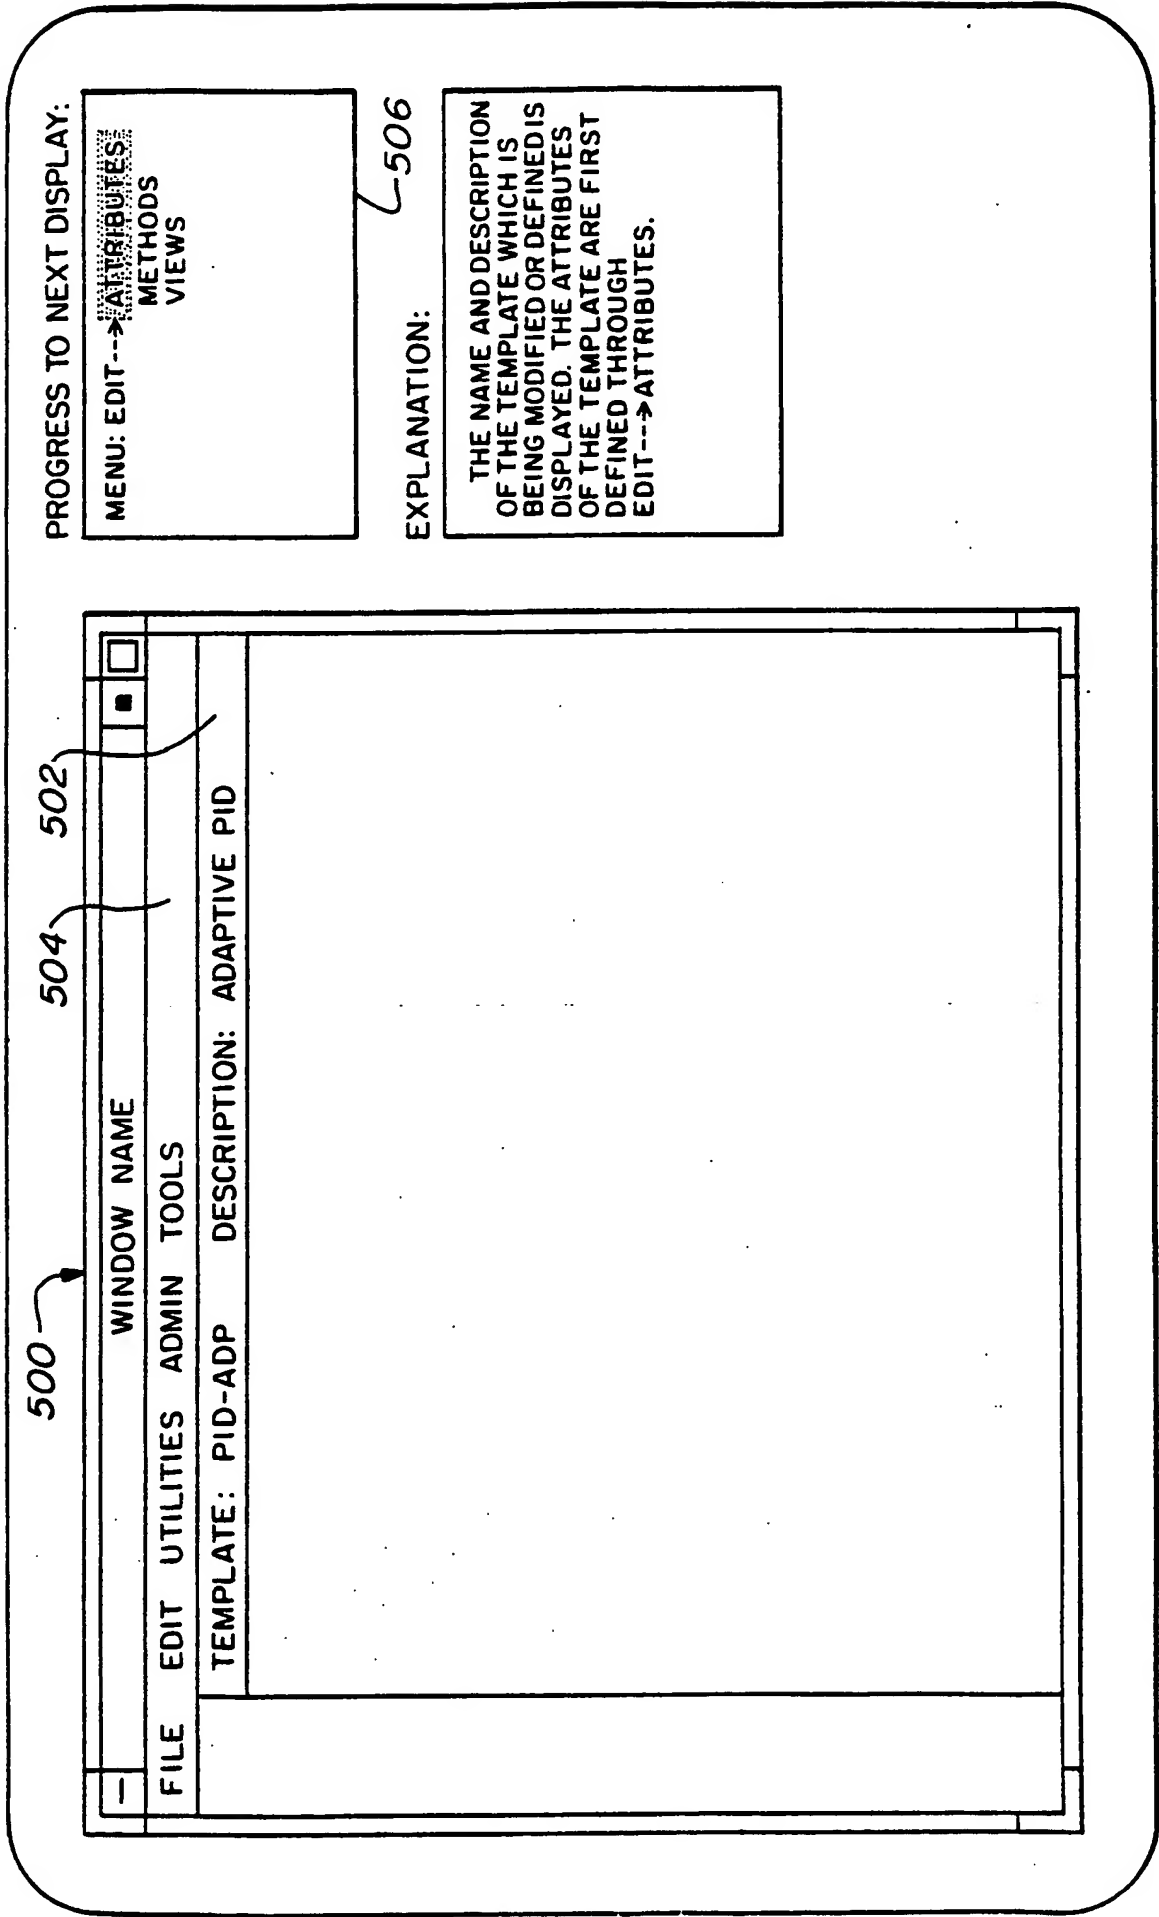 500
504
502
WINDOW NAME
FILE EDIT UTILITIES ADMIN TOOLS
TEMPLATE: PID-ADP DESCRIPTION: ADAPTIVE PID
PROGRESS TO NEXT DISPLAY:
MENU: EDIT--->ATTRIBUTES
METHODS
VIEWS
506
EXPLANATION:
THE NAME AND DESCRIPTION
OF THE TEMPLATE WHICH IS
BEING MODIFIED OR DEFINED IS
DISPLAYED. THE ATTRIBUTES
OF THE TEMPLATE ARE FIRST
DEFINED THROUGH
EDIT--->ATTRIBUTES.